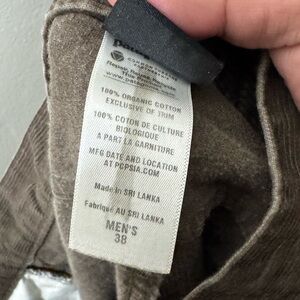 100% ORGANIC COTTON
EXCLUSIVE OF TRIM
100% COTON DE CULTURE
BIOLOGIQUE
A PART LA GARNITURE
MFG DATE AND LOCATION
AT PCPSIA.COM
Made in SRI LANKA
Fabriqué AU SRI LANKA
MEN'S
38